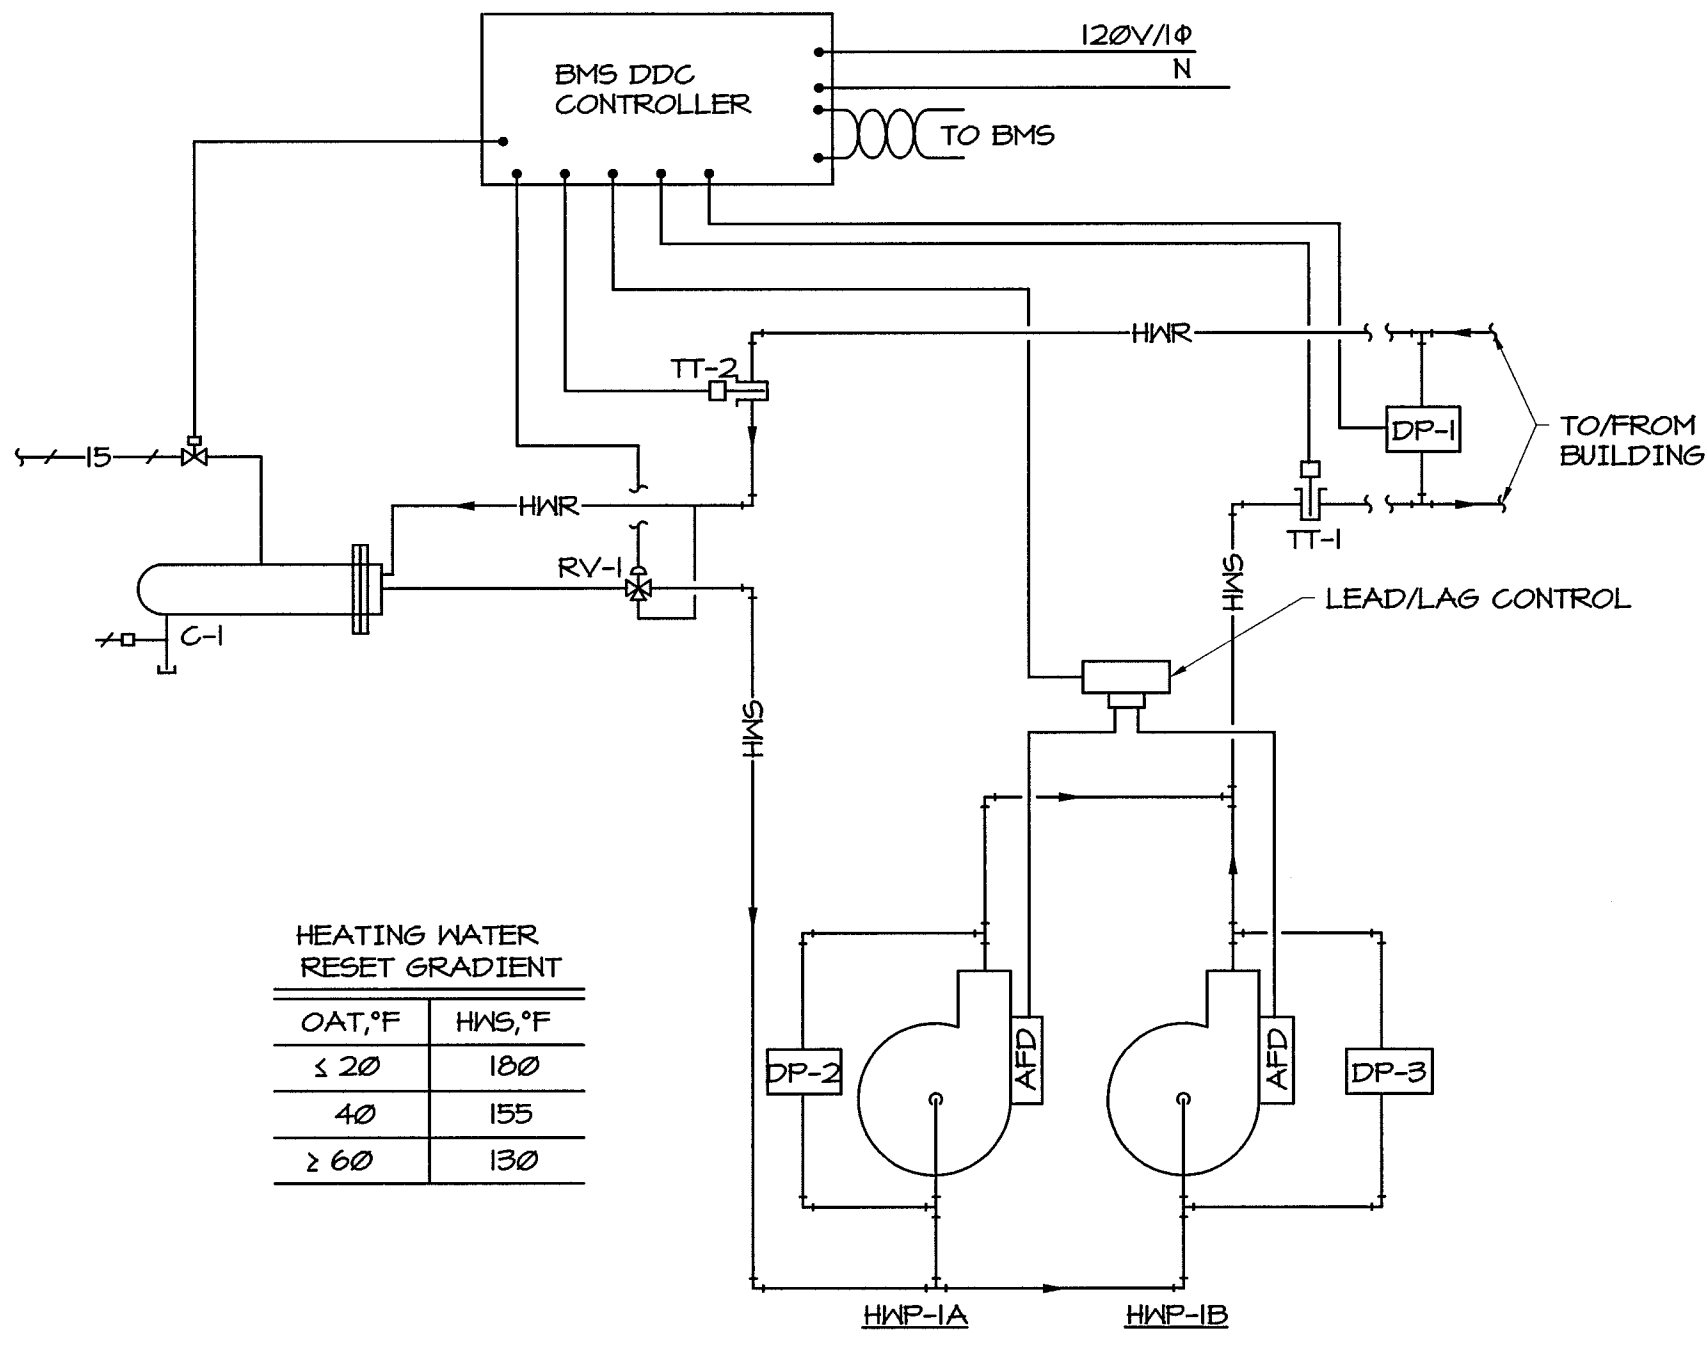 120V/1Φ
N
BMS DDC
CONTROLLER
TO BMS
HWR
TT-2
DP-1
TO/FROM
BUILDING
15
HWR
TT-1
RV-1
HWS
LEAD/LAG CONTROL
C-1
HWS
HEATING WATER
RESET GRADIENT
OAT,°F HWS,°F
≤ 20 180
40 155
≥ 60 130
AFD
AFD
DP-2
DP-3
HWP-1A
HWP-1B